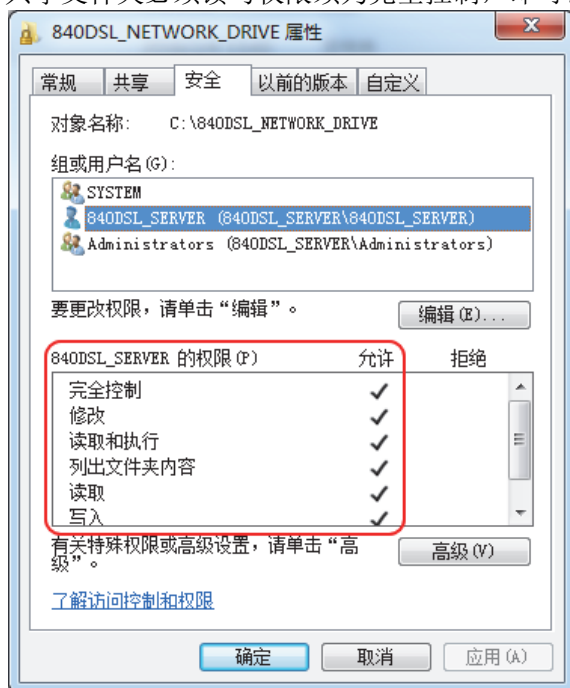 840DSL_NETWORK_DRIVE 属性
常规 共享 安全 以前的版本 自定义
对象名称: C:\840DSL_NETWORK_DRIVE
组或用户名(G):
SYSTEM
840DSL_SERVER (840DSL_SERVER\840DSL_SERVER)
Administrators (840DSL_SERVER\Administrators)
要更改权限，请单击“编辑”。 编辑(E)...
840DSL_SERVER 的权限(P) 允许 拒绝
完全控制 ✓
修改 ✓
读取和执行 ✓
列出文件夹内容 ✓
读取 ✓
写入 ✓
有关特殊权限或高级设置，请单击“高
级”。 高级(V)
了解访问控制和权限
确定 取消 应用(A)